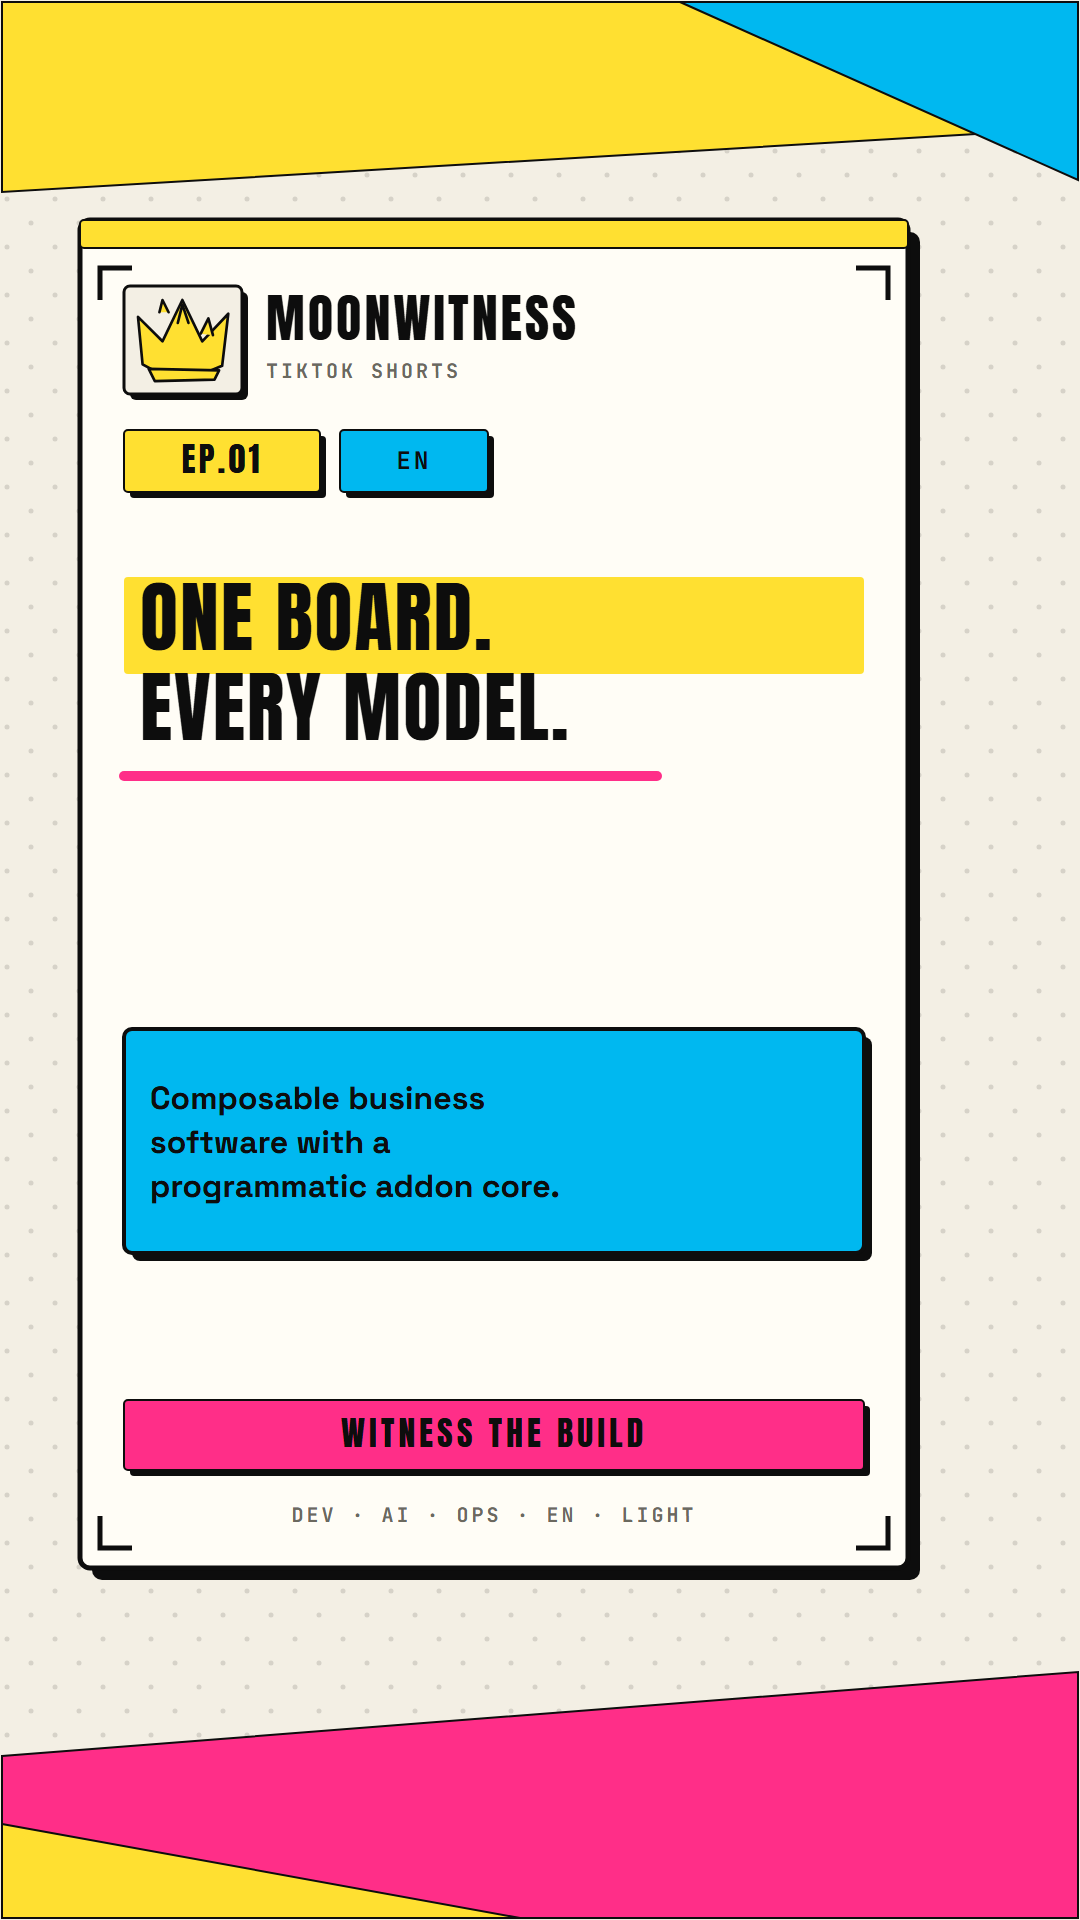 MOONWITNESS
TIKTOK SHORTS
EP.01
EN
ONE BOARD.
EVERY MODEL.
Composable business
software with a
programmatic addon core.
WITNESS THE BUILD
DEV · AI · OPS · EN · LIGHT